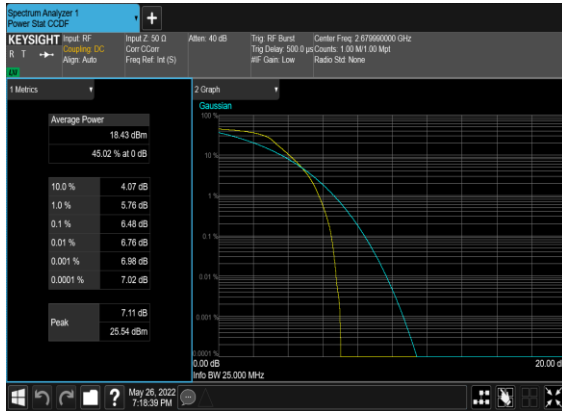 Spectrum Analyzer 1
Power Stat CCDF
KEYSIGHT
Input: RF
Input Z: 50 Ω
Atten: 40 dB
Trig: RF Burst
Center Freq: 2.679990000 GHz
R T
Coupling: DC
Corr CCorr
Trig Delay: 500.0 µs
Counts: 1.00 M/1.00 Mpt
Align: Auto
Freq Ref: Int (S)
#IF Gain: Low
Radio Std: None
1 Metrics
2 Graph
Gaussian
Average Power
18.43 dBm
45.02 % at 0 dB
10.0 % 4.07 dB
1.0 % 5.76 dB
0.1 % 6.48 dB
0.01 % 6.76 dB
0.001 % 6.98 dB
0.0001 % 7.02 dB
Peak
7.11 dB
25.54 dBm
100 %
10 %
1 %
0.1 %
0.01 %
0.001 %
0.0001 %
0.00 dB
20.00 d
Info BW 25.000 MHz
May 26, 2022
7:18:39 PM